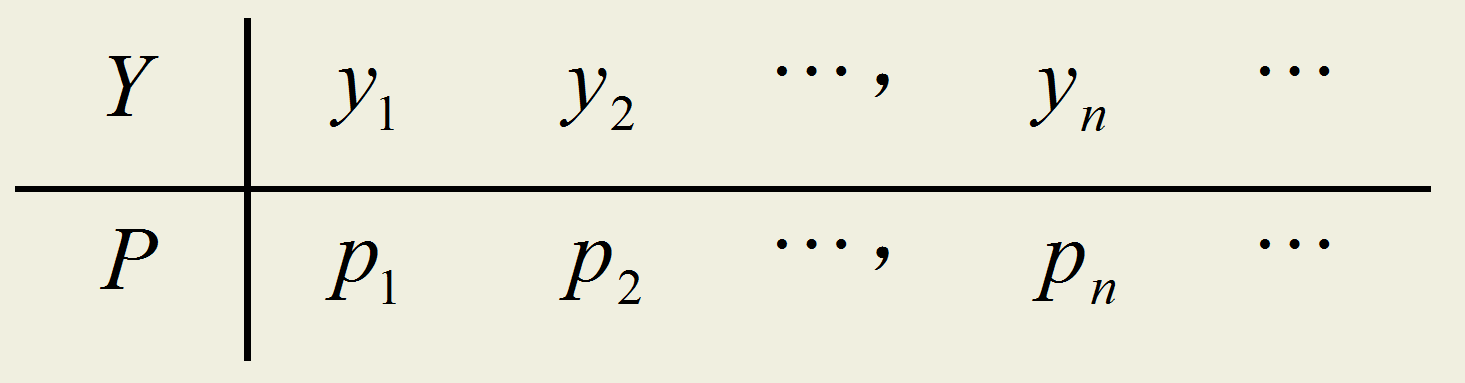 Y y₁ y₂ ⋯, yₙ ⋯
P p₁ p₂ ⋯, pₙ ⋯